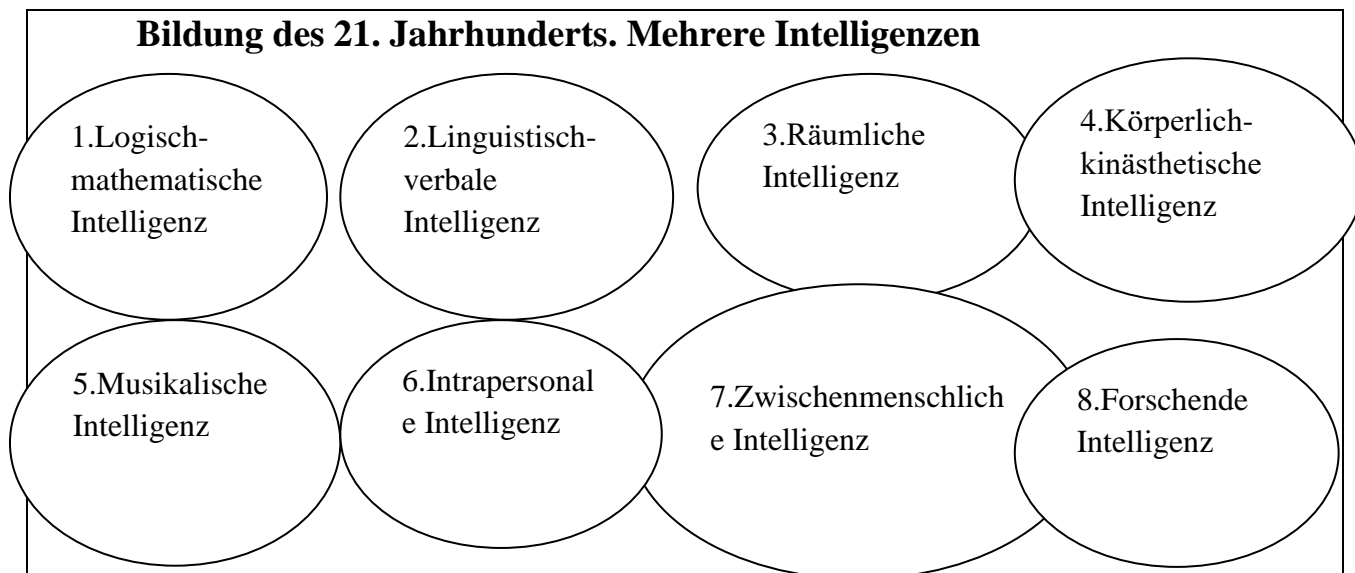 Bildung des 21. Jahrhunderts. Mehrere Intelligenzen
1.Logisch-
mathematische
Intelligenz
2.Linguistisch-
verbale
Intelligenz
3.Räumliche
Intelligenz
4.Körperlich-
kinästhetische
Intelligenz
5.Musikalische
Intelligenz
6.Intrapersonal
e Intelligenz
7.Zwischenmenschlich
e Intelligenz
8.Forschende
Intelligenz